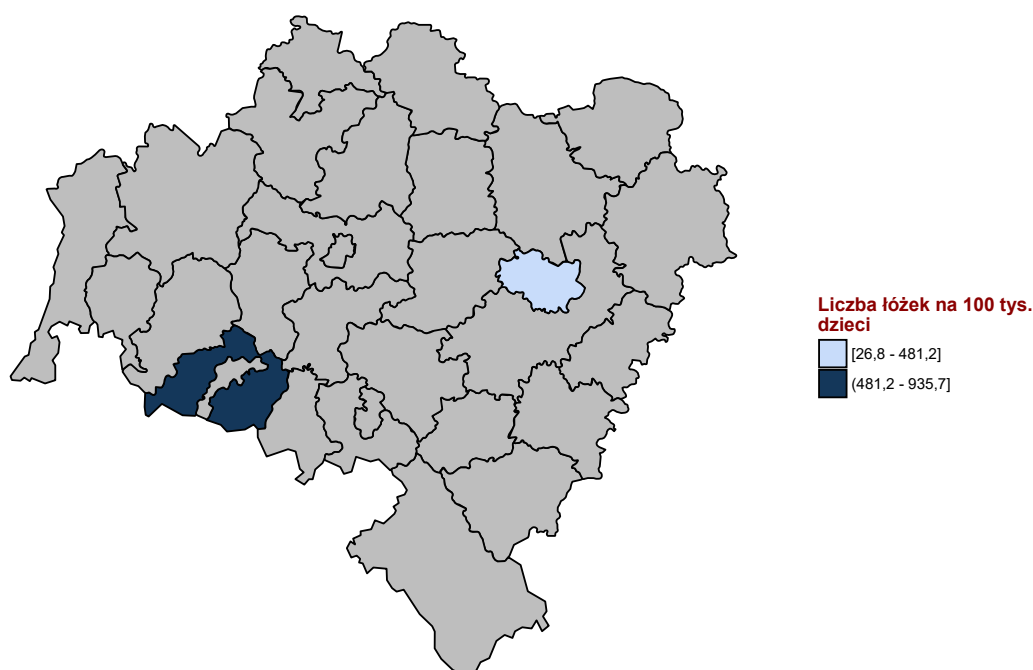 Liczba łóżek na 100 tys.
dzieci
[26,8 - 481,2]
(481,2 - 935,7]